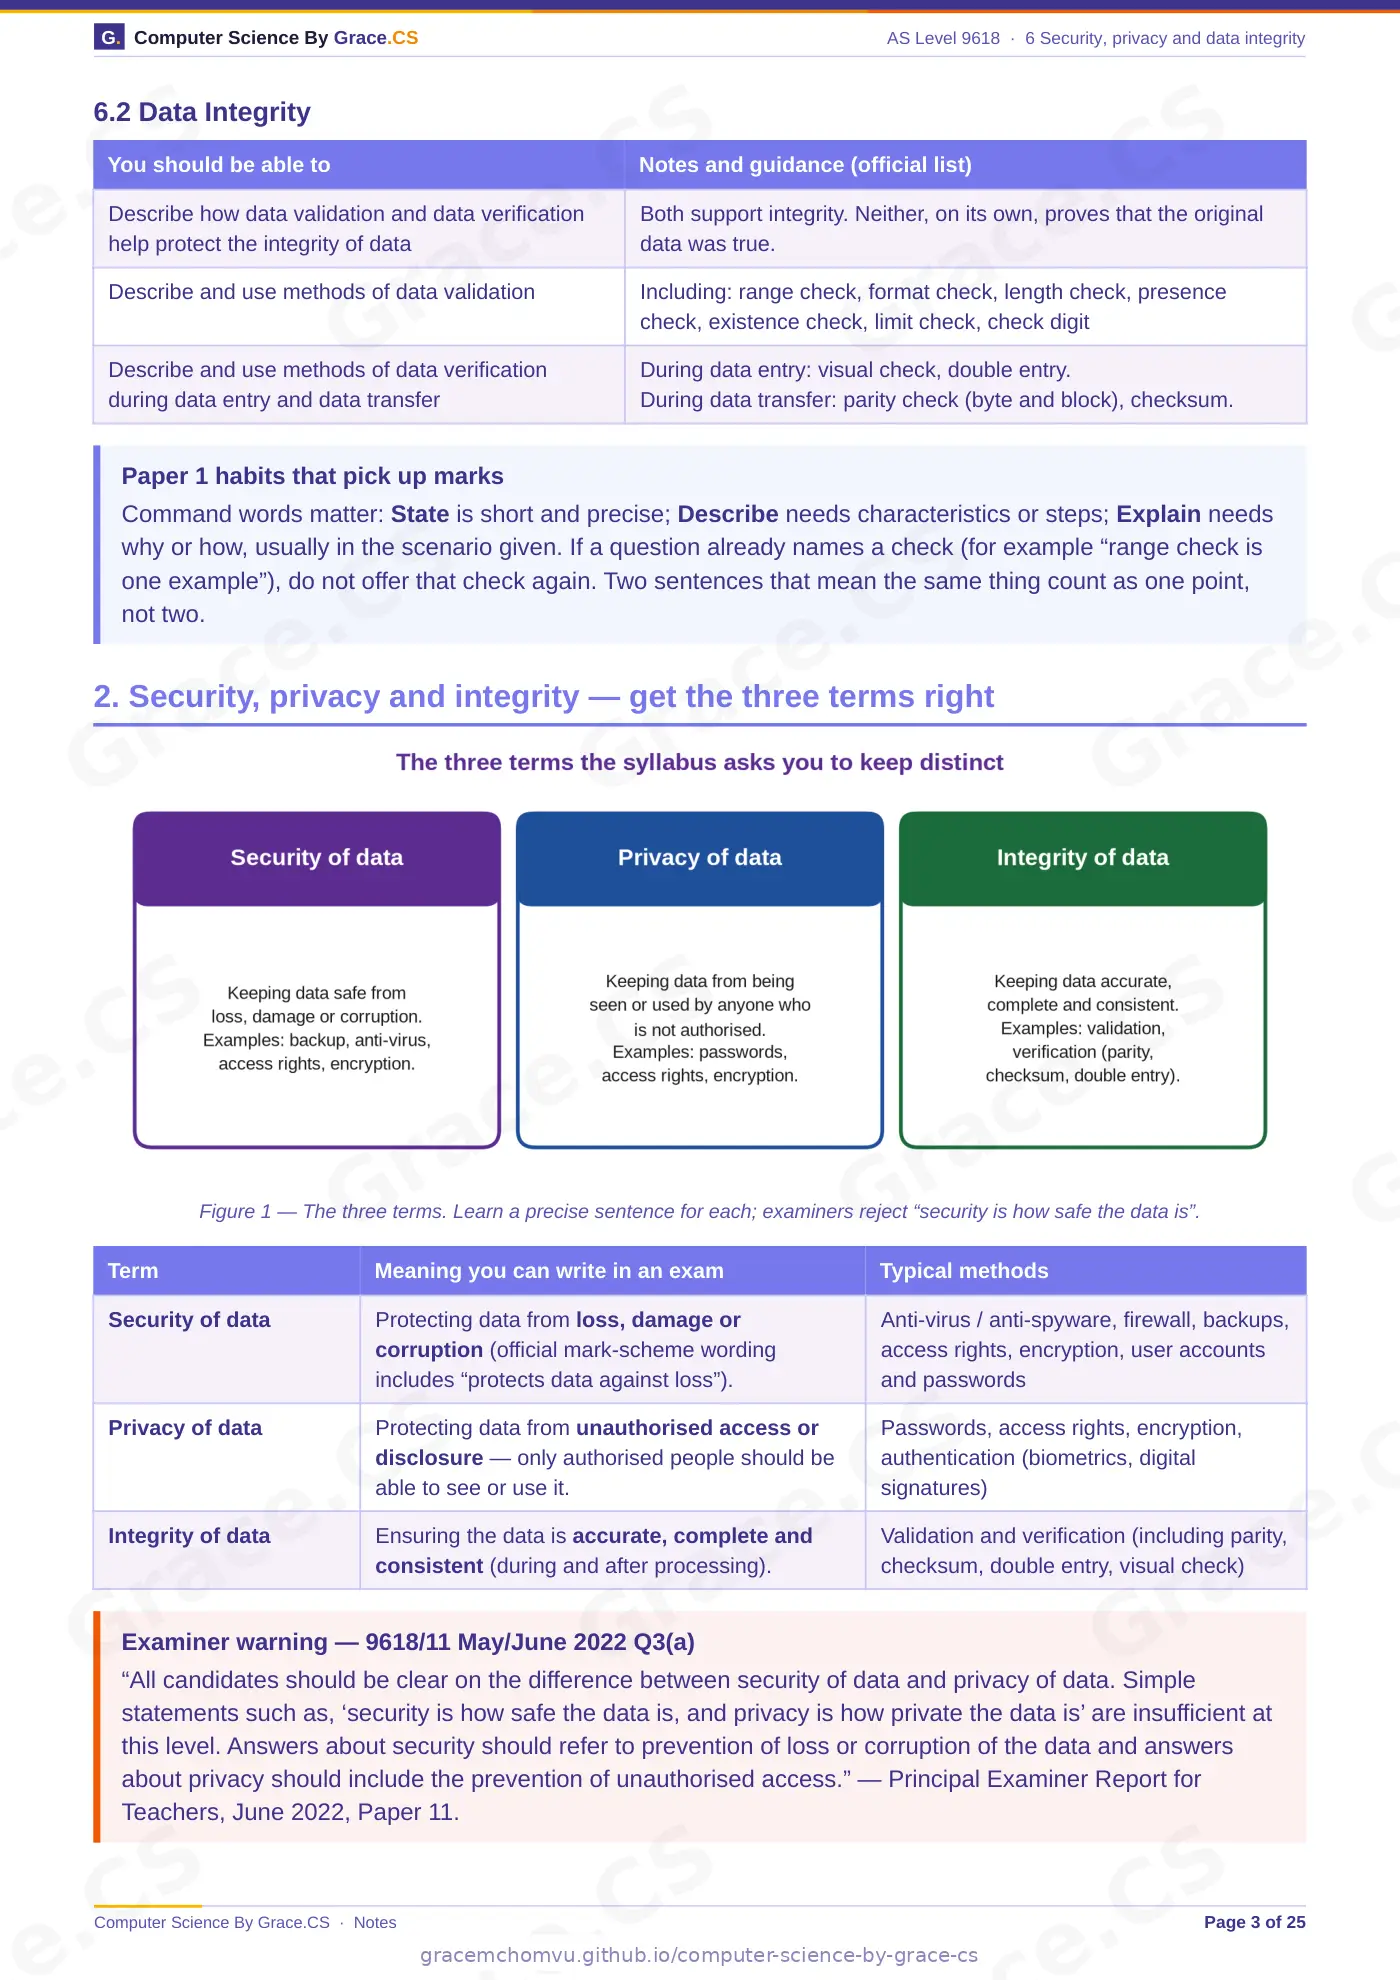 G. Computer Science By Grace.CS
AS Level 9618 · 6 Security, privacy and data integrity
6.2 Data Integrity
You should be able to
Notes and guidance (official list)
Describe how data validation and data verification
help protect the integrity of data
Both support integrity. Neither, on its own, proves that the original
data was true.
Describe and use methods of data validation
Including: range check, format check, length check, presence
check, existence check, limit check, check digit
Describe and use methods of data verification
during data entry and data transfer
During data entry: visual check, double entry.
During data transfer: parity check (byte and block), checksum.
Paper 1 habits that pick up marks
Command words matter: State is short and precise; Describe needs characteristics or steps; Explain needs
why or how, usually in the scenario given. If a question already names a check (for example “range check is
one example”), do not offer that check again. Two sentences that mean the same thing count as one point,
not two.
2. Security, privacy and integrity — get the three terms right
The three terms the syllabus asks you to keep distinct
Security of data
Keeping data safe from
loss, damage or corruption.
Examples: backup, anti-virus,
access rights, encryption.
Privacy of data
Keeping data from being
seen or used by anyone who
is not authorised.
Examples: passwords,
access rights, encryption.
Integrity of data
Keeping data accurate,
complete and consistent.
Examples: validation,
verification (parity,
checksum, double entry).
Figure 1 — The three terms. Learn a precise sentence for each; examiners reject “security is how safe the data is”.
Term
Meaning you can write in an exam
Typical methods
Security of data
Protecting data from loss, damage or
corruption (official mark-scheme wording
includes “protects data against loss”).
Anti-virus / anti-spyware, firewall, backups,
access rights, encryption, user accounts
and passwords
Privacy of data
Protecting data from unauthorised access or
disclosure — only authorised people should be
able to see or use it.
Passwords, access rights, encryption,
authentication (biometrics, digital
signatures)
Integrity of data
Ensuring the data is accurate, complete and
consistent (during and after processing).
Validation and verification (including parity,
checksum, double entry, visual check)
Examiner warning — 9618/11 May/June 2022 Q3(a)
“All candidates should be clear on the difference between security of data and privacy of data. Simple
statements such as, ‘security is how safe the data is, and privacy is how private the data is’ are insufficient at
this level. Answers about security should refer to prevention of loss or corruption of the data and answers
about privacy should include the prevention of unauthorised access.” — Principal Examiner Report for
Teachers, June 2022, Paper 11.
Computer Science By Grace.CS · Notes
Page 3 of 25
gracemchomvu.github.io/computer-science-by-grace-cs